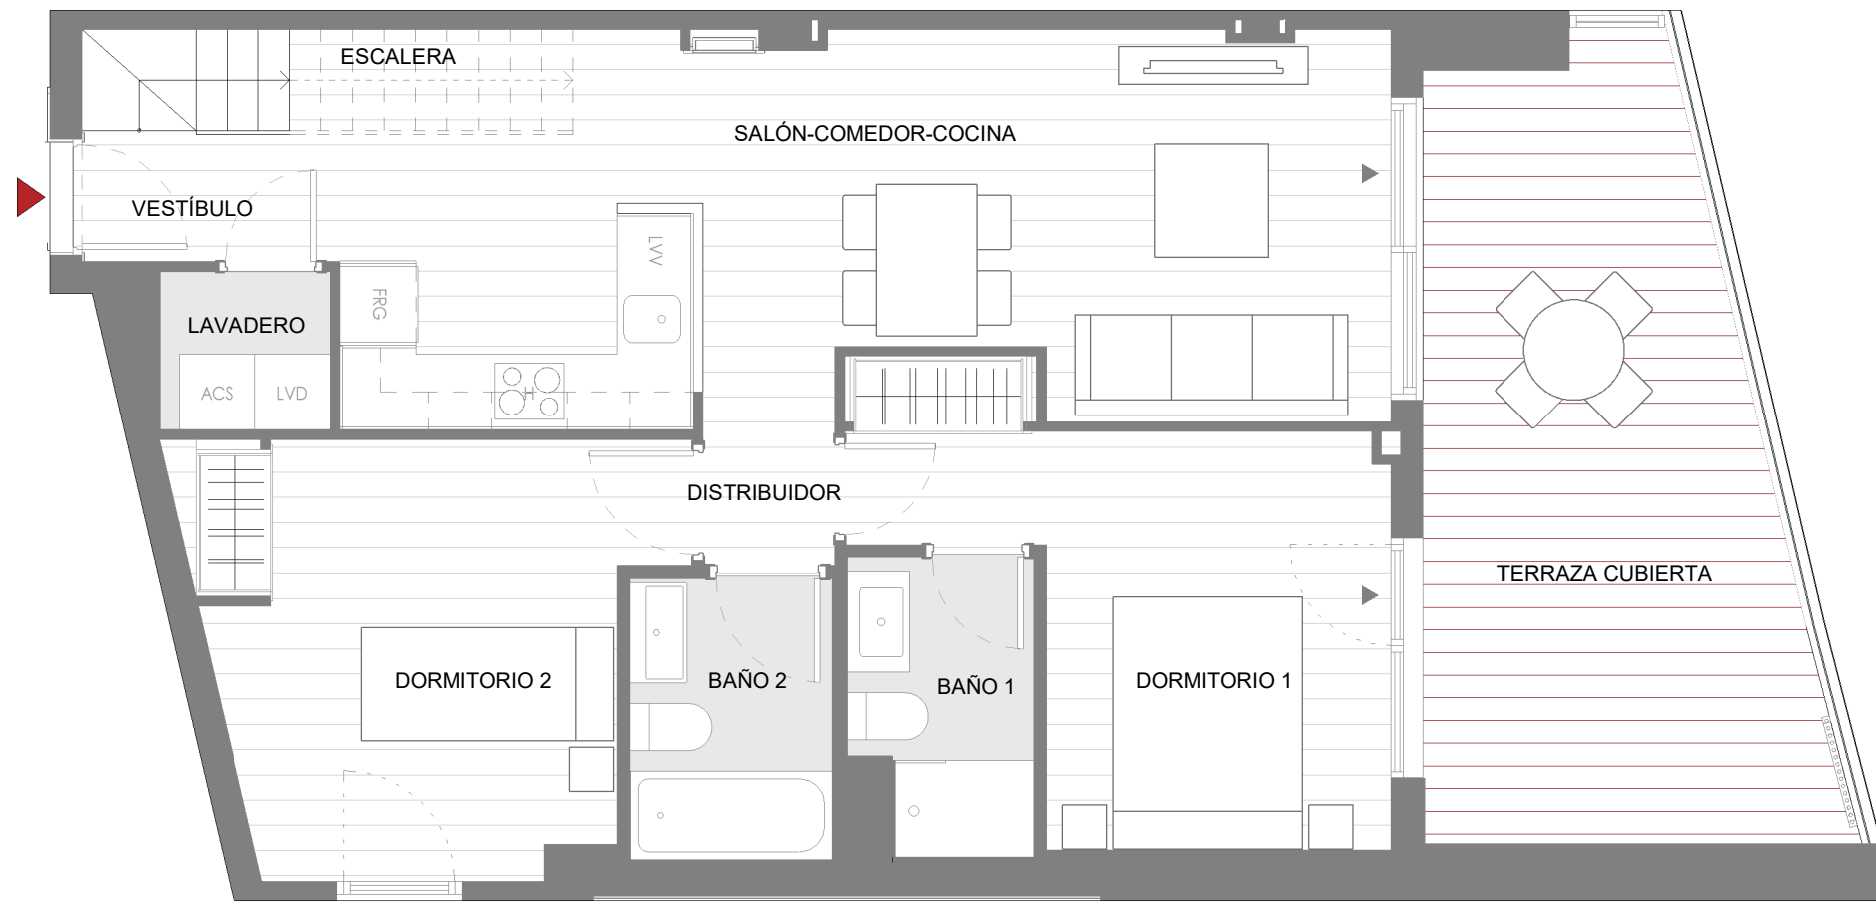 ESCALERA
SALÓN-COMEDOR-COCINA
VESTÍBULO
LVV
FRG
LAVADERO
ACS
LVD
H
DISTRIBUIDOR
TERRAZA CUBIERTA
DORMITORIO 2
BAÑO 2
BAÑO 1
DORMITORIO 1